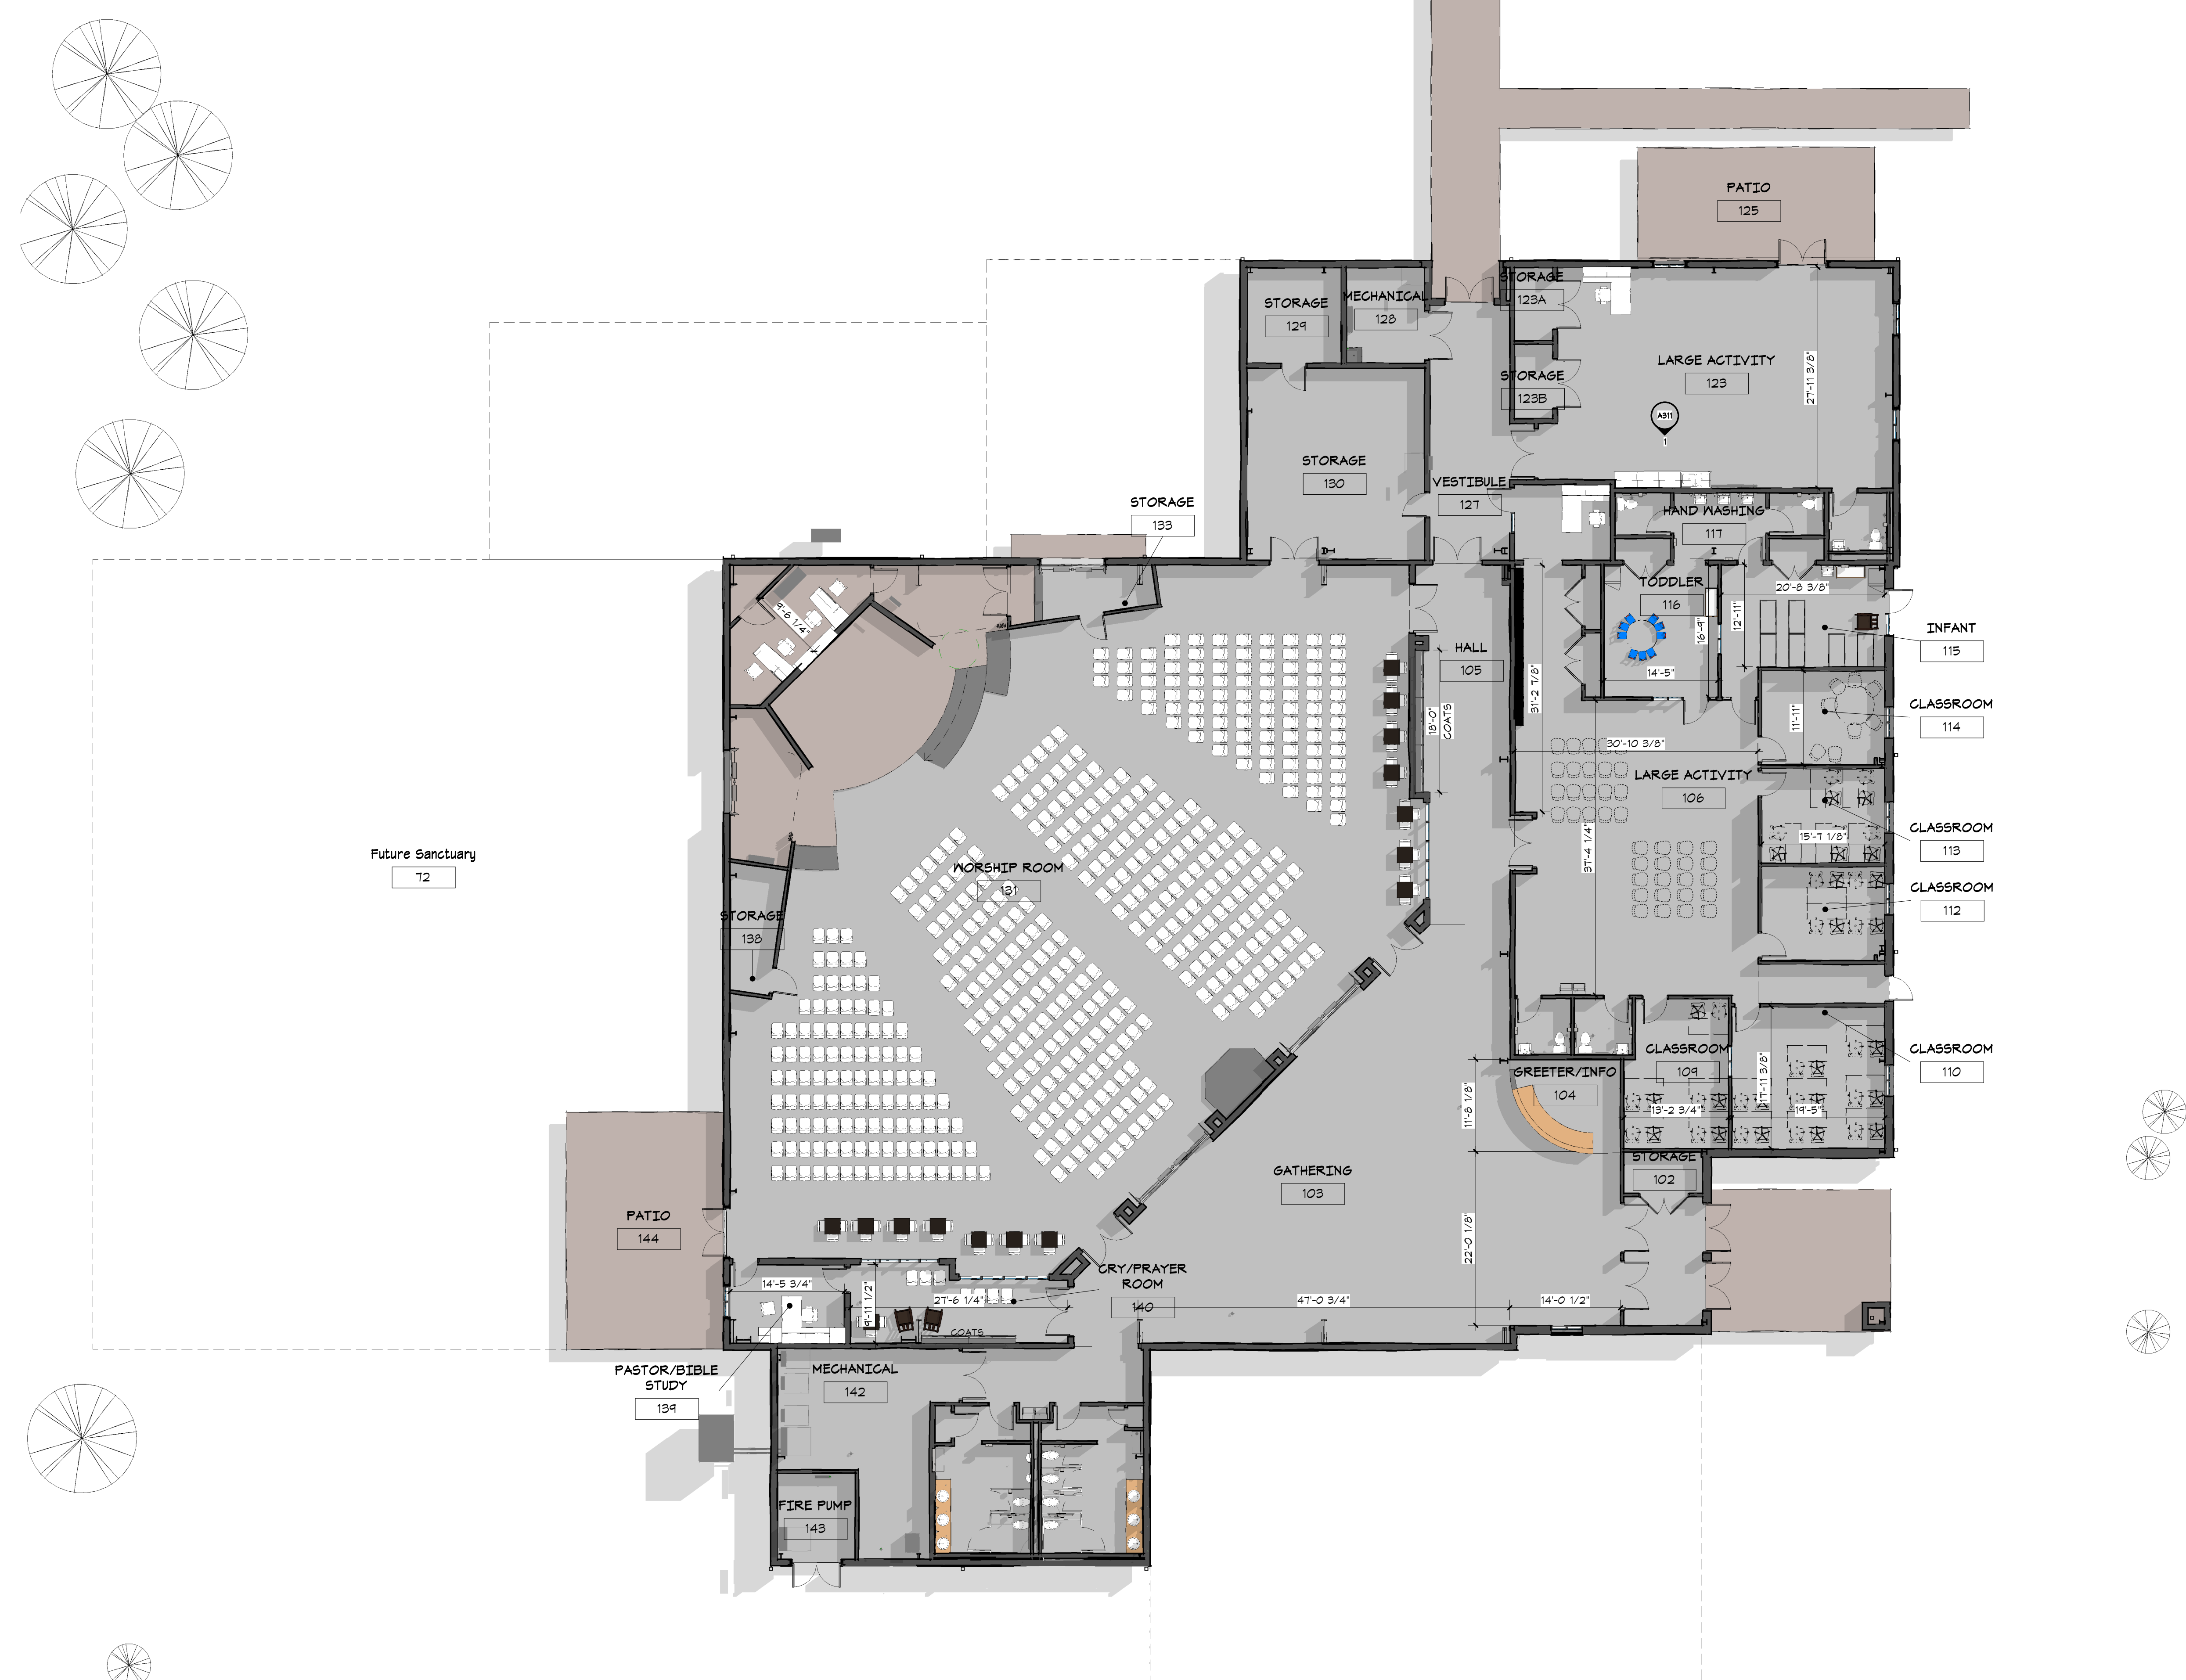 PATIO
125
STORAGE
123A
MECHANICAL
128
STORAGE
129
LARGE ACTIVITY
123
27'-11 3/8"
STORAGE
123B
A311
1
STORAGE
130
VESTIBULE
127
HAND WASHING
117
STORAGE
133
TODDLER
116
20'-8 3/8"
12'-11"
16'-9"
14'-5"
INFANT
115
9'-6 1/4"
HALL
105
31'-2 7/8"
18'-0"
COATS
CLASSROOM
114
11'-11"
30'-10 3/8"
LARGE ACTIVITY
106
37'-4 1/4"
CLASSROOM
113
15'-7 1/8"
CLASSROOM
112
Future Sanctuary
72
WORSHIP ROOM
131
STORAGE
138
CLASSROOM
109
13'-2 3/4"
CLASSROOM
110
17'-11 3/8"
19'-5"
GREETER/INFO
104
11'-8 1/8"
STORAGE
102
GATHERING
103
22'-0 1/8"
PATIO
144
CRY/PRAYER
ROOM
140
14'-5 3/4"
9'-11 1/2"
27'-6 1/4"
47'-0 3/4"
14'-0 1/2"
COATS
PASTOR/BIBLE
STUDY
139
MECHANICAL
142
FIRE PUMP
143